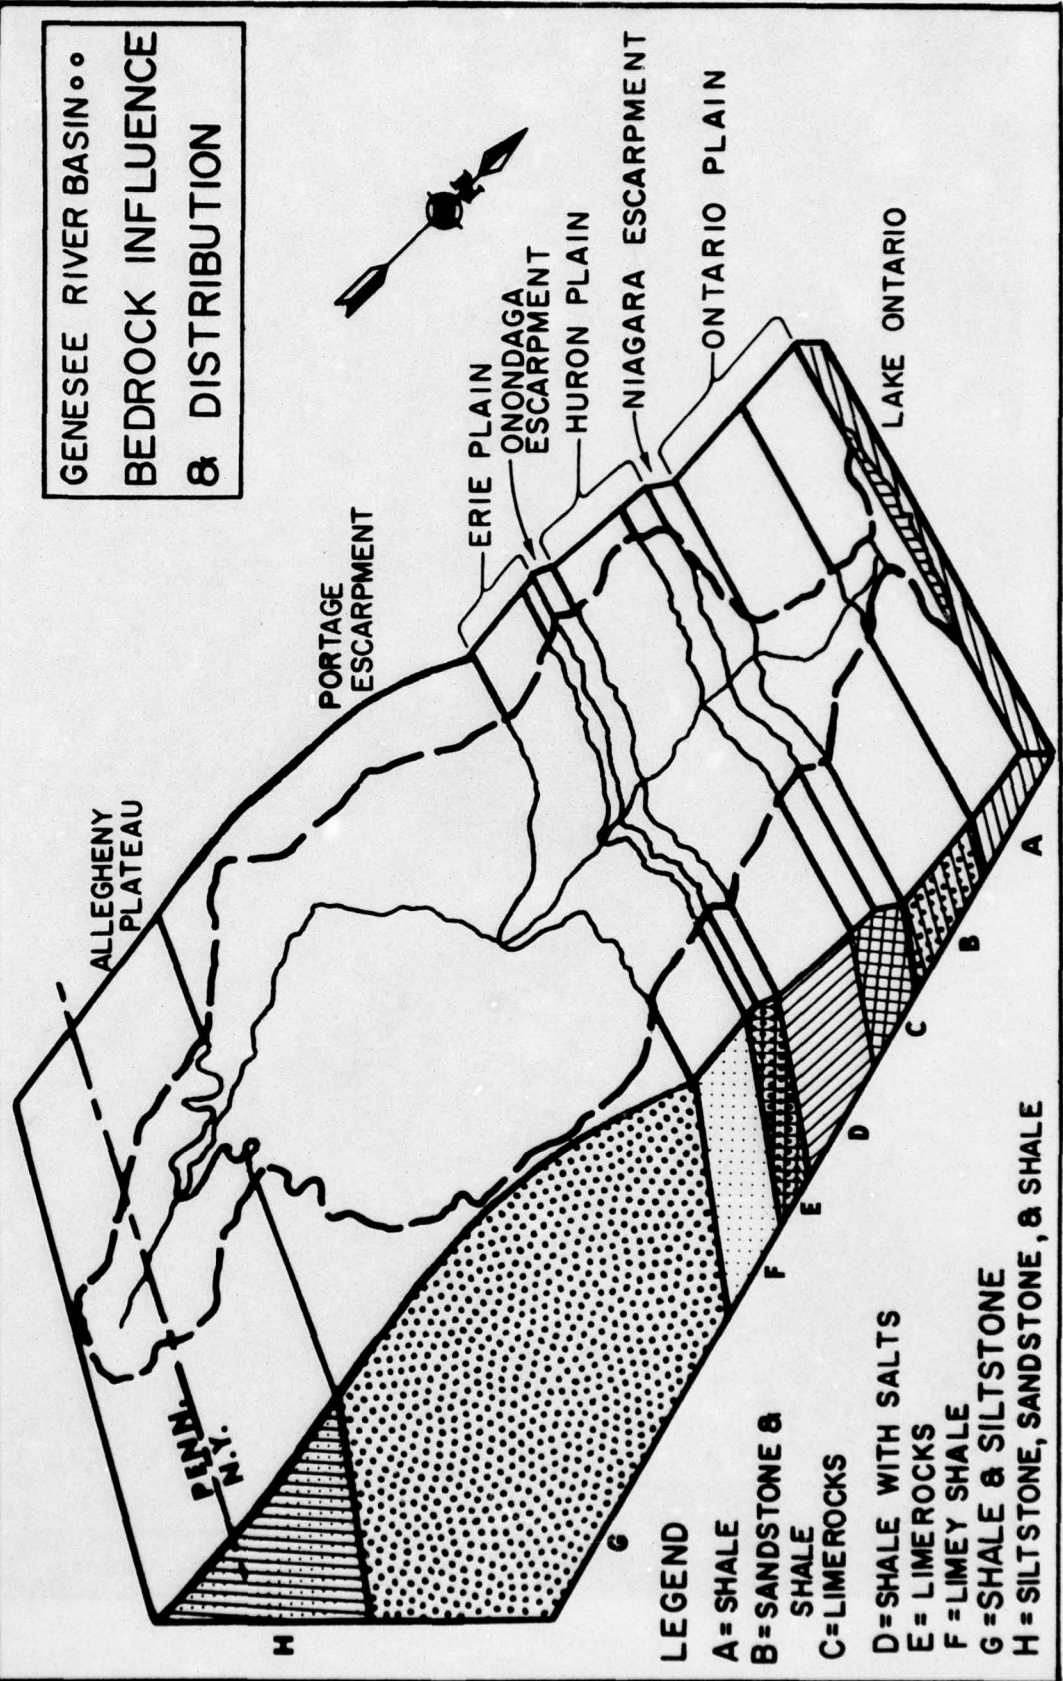 GENESEE RIVER BASIN..
BEDROCK INFLUENCE
& DISTRIBUTION
ALLEGHENY
PLATEAU
PORTAGE
ESCARPMENT
ERIE PLAIN
ONONDAGA
ESCARPMENT
HURON PLAIN
NIAGARA ESCARPMENT
ONTARIO PLAIN
LAKE ONTARIO
N
PENN.
N.Y.
H
G
F
E
D
C
B
A
LEGEND
A = SHALE
B = SANDSTONE &
SHALE
C = LIMEROCKS
D = SHALE WITH SALTS
E = LIMEROCKS
F = LIMEY SHALE
G = SHALE & SILTSTONE
H = SILTSTONE, SANDSTONE, & SHALE